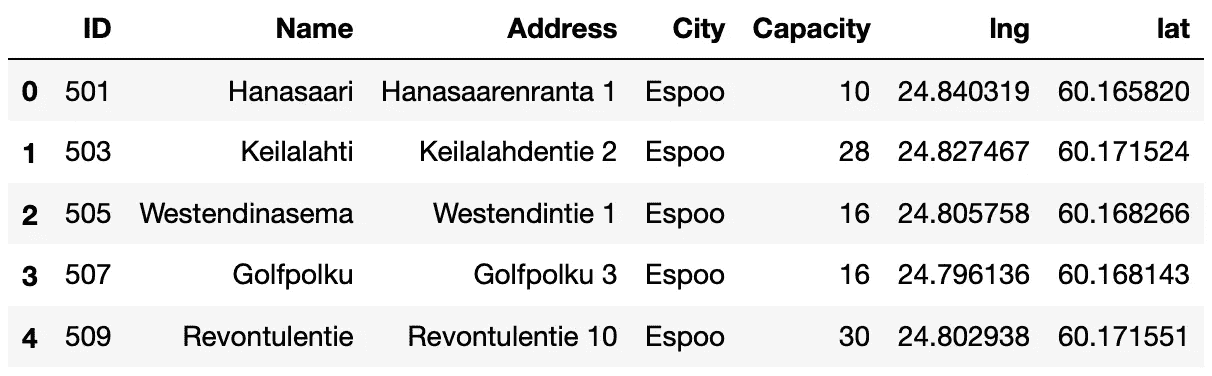 ID Name Address City Capacity lng lat
0 501 Hanasaari Hanasaarenranta 1 Espoo 10 24.840319 60.165820
1 503 Keilalahti Keilalahdentie 2 Espoo 28 24.827467 60.171524
2 505 Westendinasema Westendintie 1 Espoo 16 24.805758 60.168266
3 507 Golfpolku Golfpolku 3 Espoo 16 24.796136 60.168143
4 509 Revontulentie Revontulentie 10 Espoo 30 24.802938 60.171551